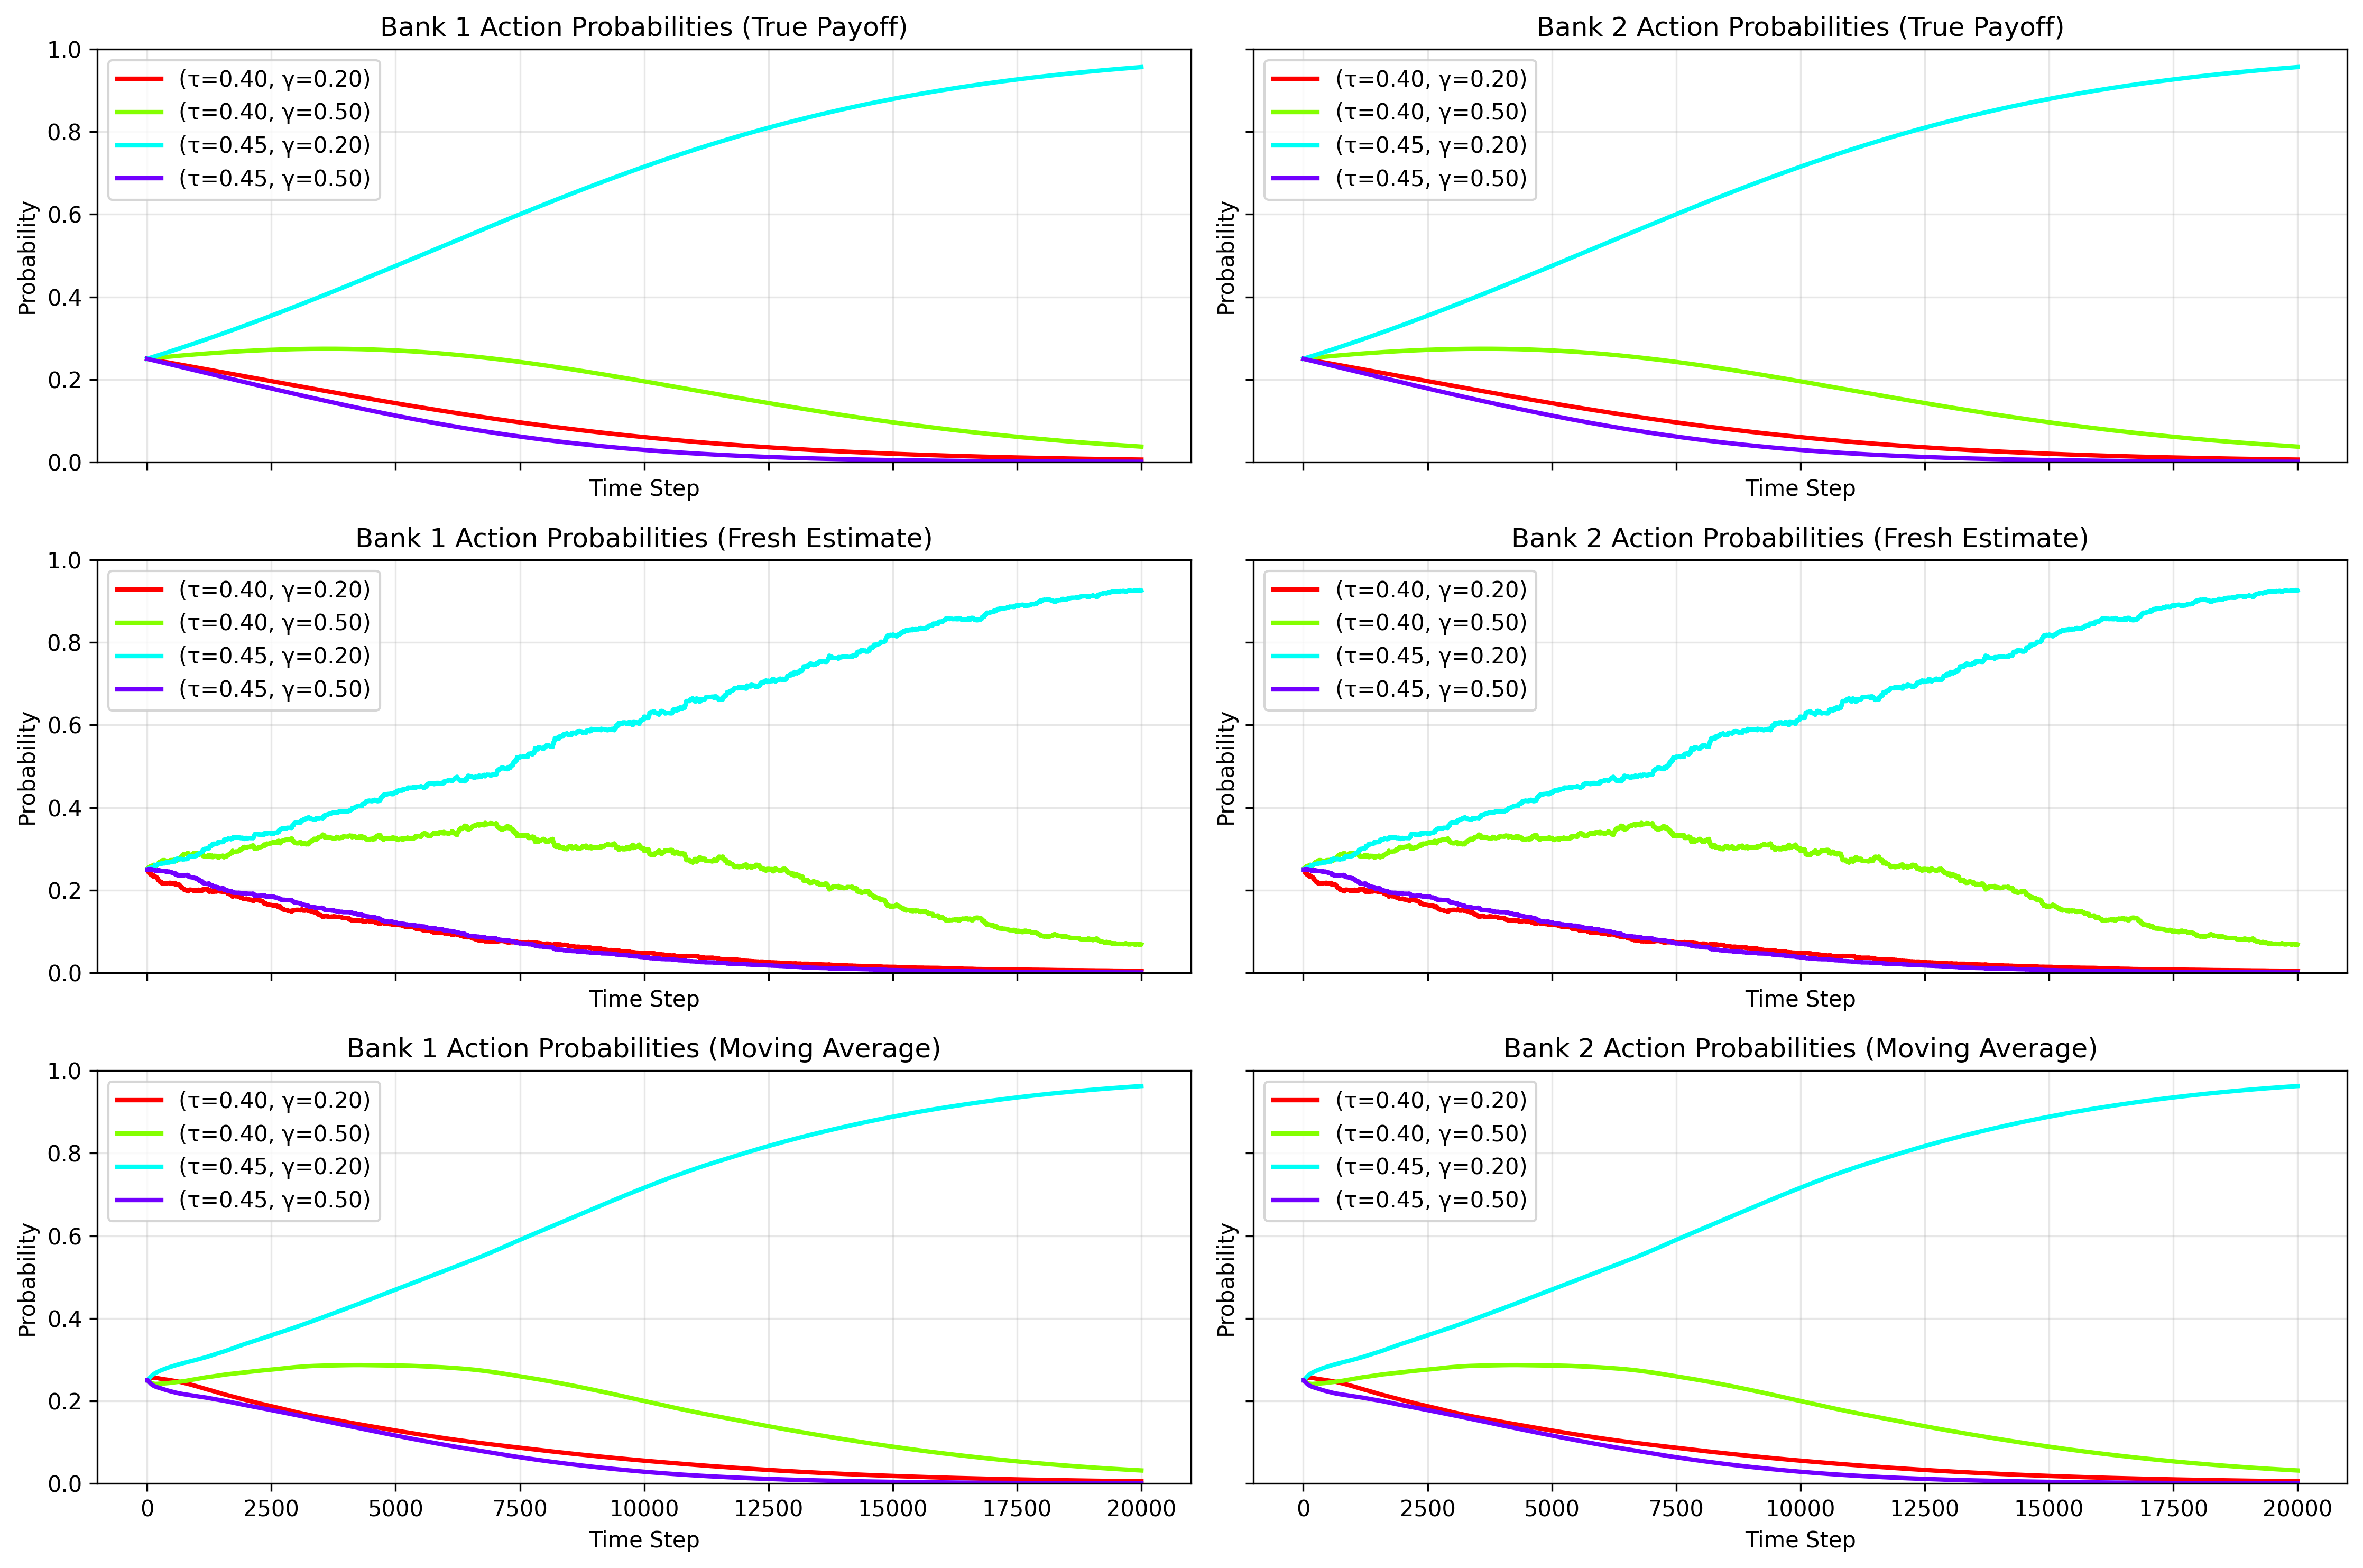 Bank 1 Action Probabilities (True Payoff)
Probability
1.0
0.8
0.6
0.4
0.2
0.0
(τ=0.40, γ=0.20)
(τ=0.40, γ=0.50)
(τ=0.45, γ=0.20)
(τ=0.45, γ=0.50)
Time Step
Bank 2 Action Probabilities (True Payoff)
Probability
(τ=0.40, γ=0.20)
(τ=0.40, γ=0.50)
(τ=0.45, γ=0.20)
(τ=0.45, γ=0.50)
Time Step
Bank 1 Action Probabilities (Fresh Estimate)
Probability
1.0
0.8
0.6
0.4
0.2
0.0
(τ=0.40, γ=0.20)
(τ=0.40, γ=0.50)
(τ=0.45, γ=0.20)
(τ=0.45, γ=0.50)
Time Step
Bank 2 Action Probabilities (Fresh Estimate)
Probability
(τ=0.40, γ=0.20)
(τ=0.40, γ=0.50)
(τ=0.45, γ=0.20)
(τ=0.45, γ=0.50)
Time Step
Bank 1 Action Probabilities (Moving Average)
Probability
1.0
0.8
0.6
0.4
0.2
0.0
(τ=0.40, γ=0.20)
(τ=0.40, γ=0.50)
(τ=0.45, γ=0.20)
(τ=0.45, γ=0.50)
0 2500 5000 7500 10000 12500 15000 17500 20000
Time Step
Bank 2 Action Probabilities (Moving Average)
Probability
(τ=0.40, γ=0.20)
(τ=0.40, γ=0.50)
(τ=0.45, γ=0.20)
(τ=0.45, γ=0.50)
0 2500 5000 7500 10000 12500 15000 17500 20000
Time Step